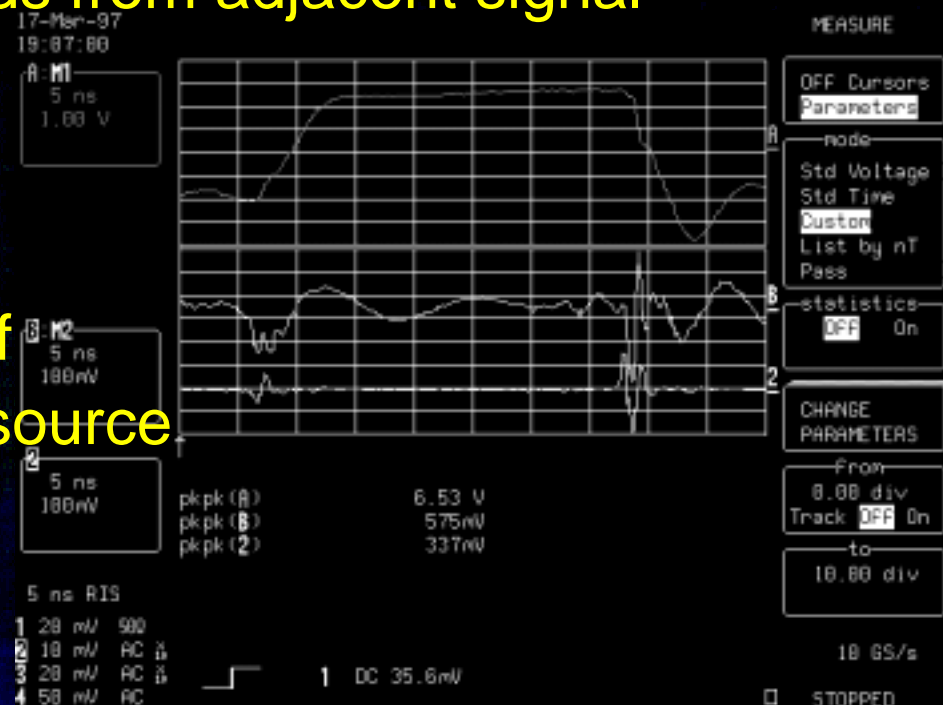 ds from adjacent signal
17-Mar-97
19:07:00
A:M1
5 ns
1.00 V
f
B:M2
5 ns
100mV
source
2
5 ns
100mV
A
B
2
pkpk(A) 6.53 V
pkpk(B) 575mV
pkpk(2) 337mV
5 ns RIS
1 20 mV 50Ω
2 10 mV AC
3 20 mV AC
4 50 mV AC
1 DC 35.6mV
MEASURE
OFF Cursors
Parameters
mode
Std Voltage
Std Time
Custom
List by nT
Pass
statistics
OFF On
CHANGE
PARAMETERS
from
0.00 div
Track OFF On
to
10.00 div
10 GS/s
STOPPED